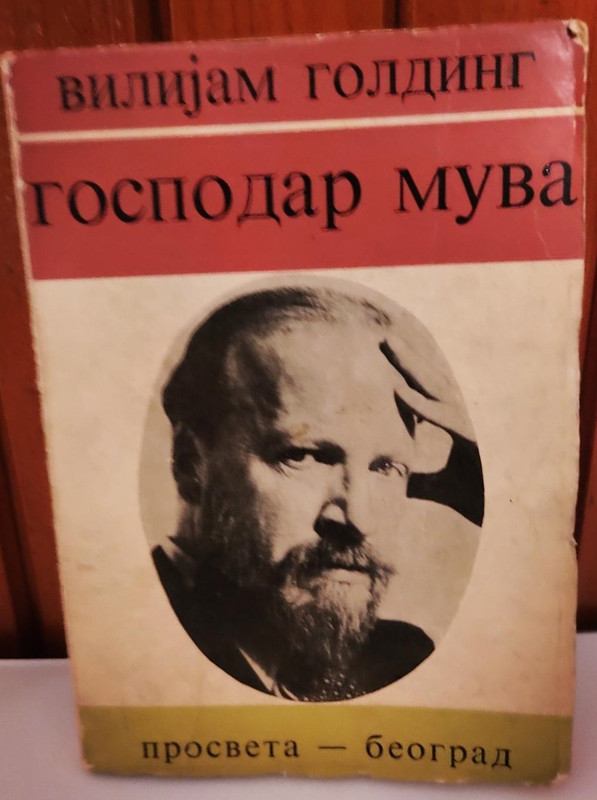 вилијам голдинг
господар мува
просвета — београд